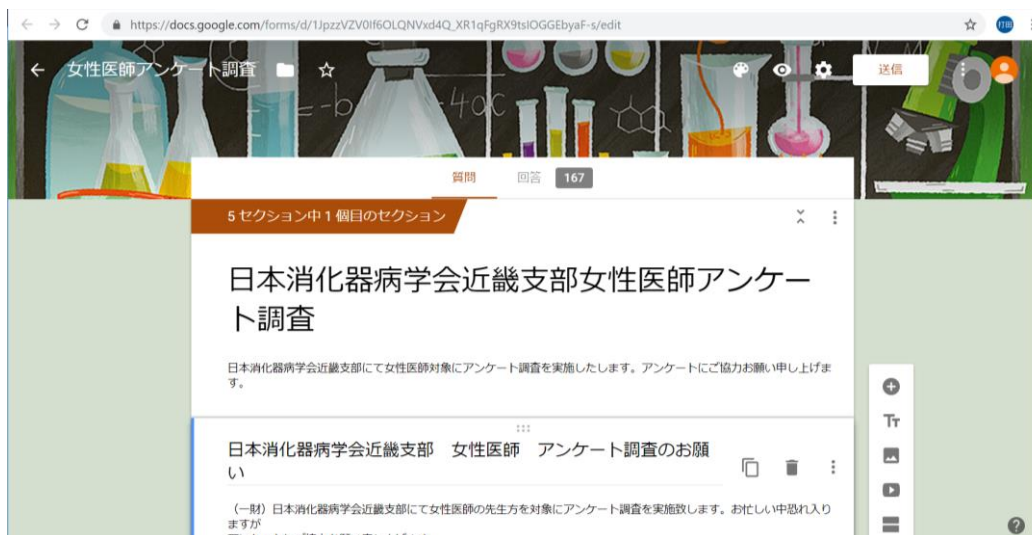 https://docs.google.com/forms/d/1JpzzVZV0If6OLQNVxd4Q_XR1qFgRX9tsIOGGEbyaF-s/edit
女性医師アンケート調査
送信
質問 回答 167
5 セクション中 1 個目のセクション
日本消化器病学会近畿支部女性医師アンケー
ト調査
日本消化器病学会近畿支部にて女性医師対象にアンケート調査を実施したします。アンケートにご協力お願い申し上げま
す。
日本消化器病学会近畿支部 女性医師 アンケート調査のお願
い
（一財）日本消化器病学会近畿支部にて女性医師の先生方を対象にアンケート調査を実施致します。お忙しい中恐れ入り
ますが